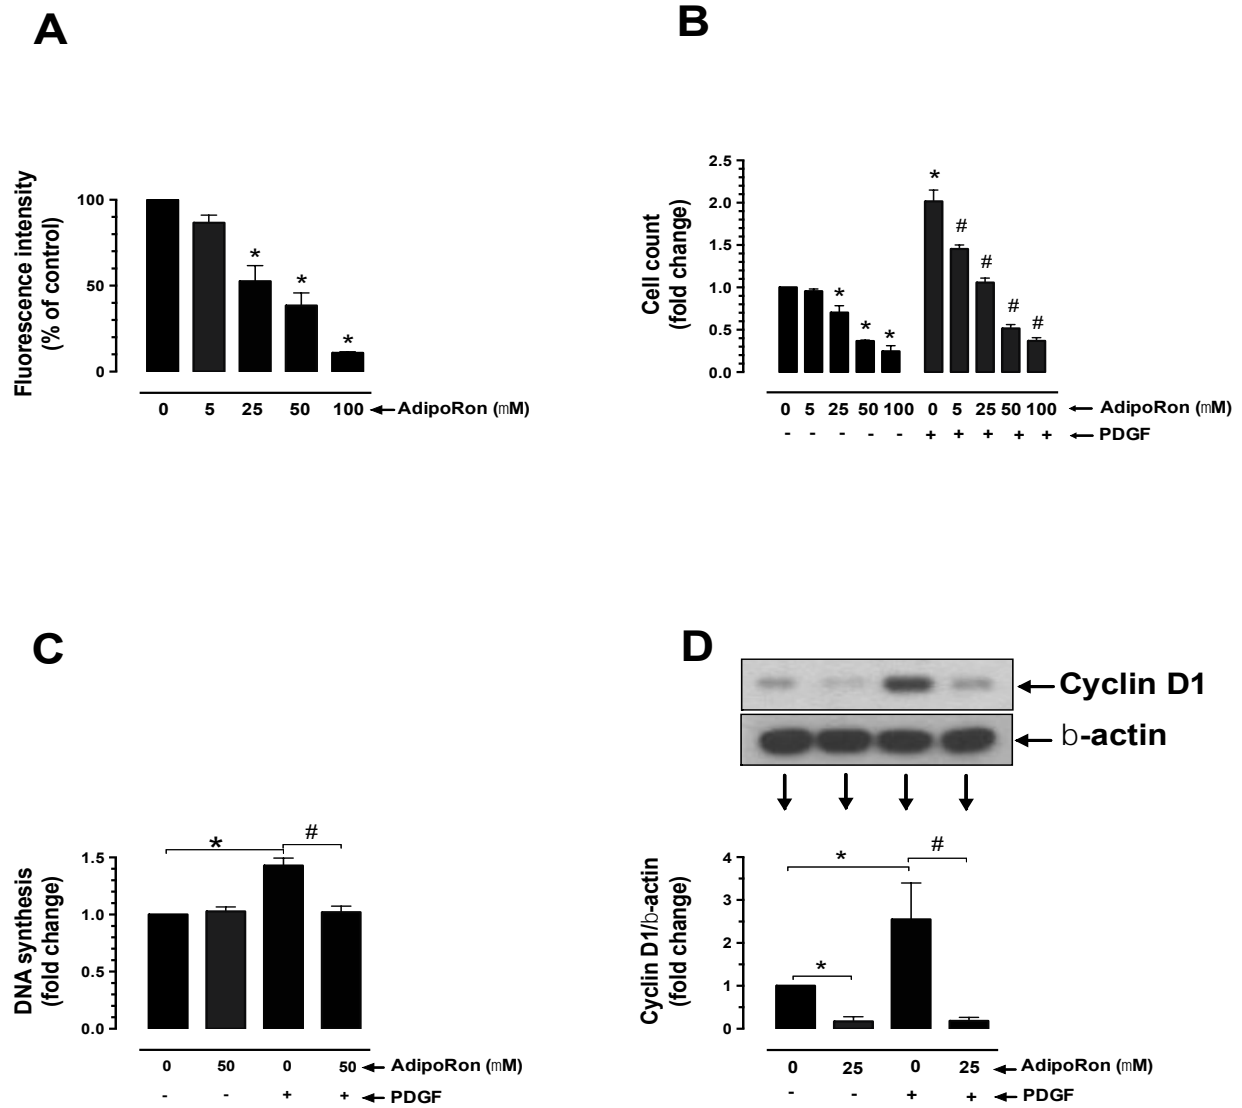 A
Fluorescence intensity
(% of control)
100
50
0
*
*
*
0 5 25 50 100 AdipoRon (mM)
B
Cell count
(fold change)
2.5
2.0
1.5
1.0
0.5
0.0
* * *
* # # # #
0 5 25 50 100 0 5 25 50 100 AdipoRon (mM)
- - - - - + + + + + PDGF
C
DNA synthesis
(fold change)
1.5
1.0
0.5
0.0
* #
0 50 0 50 AdipoRon (mM)
- - + + PDGF
D
Cyclin D1
b-actin
Cyclin D1/b-actin
(fold change)
4
3
2
1
0
* #
*
0 25 0 25 AdipoRon (mM)
- - + + PDGF